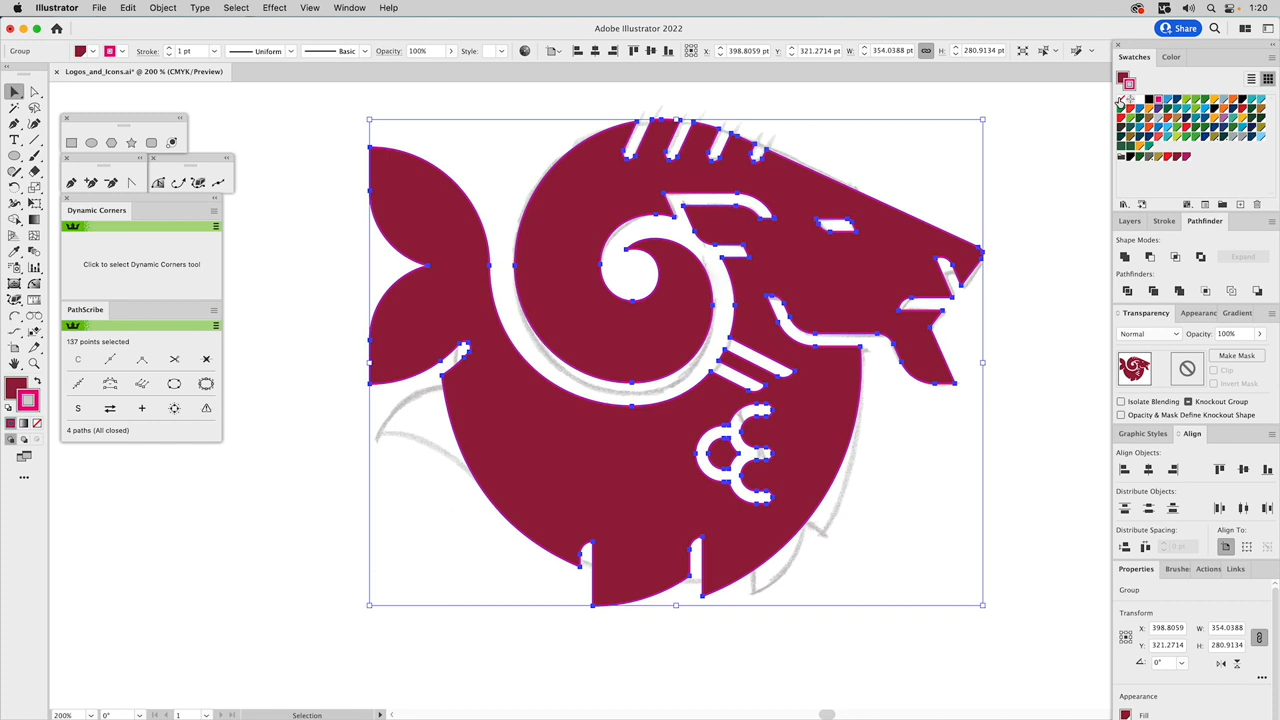 Illustrator File Edit Object Type Select Effect View Window Help 1:20
Adobe Illustrator 2022
Share
Group Stroke: 1 pt Uniform Basic Opacity: 100% Style: X: 398.8059 pt Y: 321.2714 pt W: 354.0388 pt H: 280.9134 pt
Logos_and_Icons.ai* @ 200 % (CMYK/Preview)
Swatches Color
Dynamic Corners
Click to select Dynamic Corners tool
PathScribe
137 points selected
C
S
4 paths (All closed)
Layers Stroke Pathfinder
Shape Modes:
Expand
Pathfinders:
Transparency Appearanc Gradient
Normal Opacity: 100%
Make Mask
Clip
Invert Mask
Isolate Blending Knockout Group
Opacity & Mask Define Knockout Shape
Graphic Styles Align
Align Objects:
Distribute Objects:
Distribute Spacing: Align To:
0 pt
Properties Brushe Actions Links
Group
Transform
X: 398.8059 W: 354.0388
Y: 321.2714 H: 280.9134
0°
Appearance
Fill
200% 0° 1 Selection